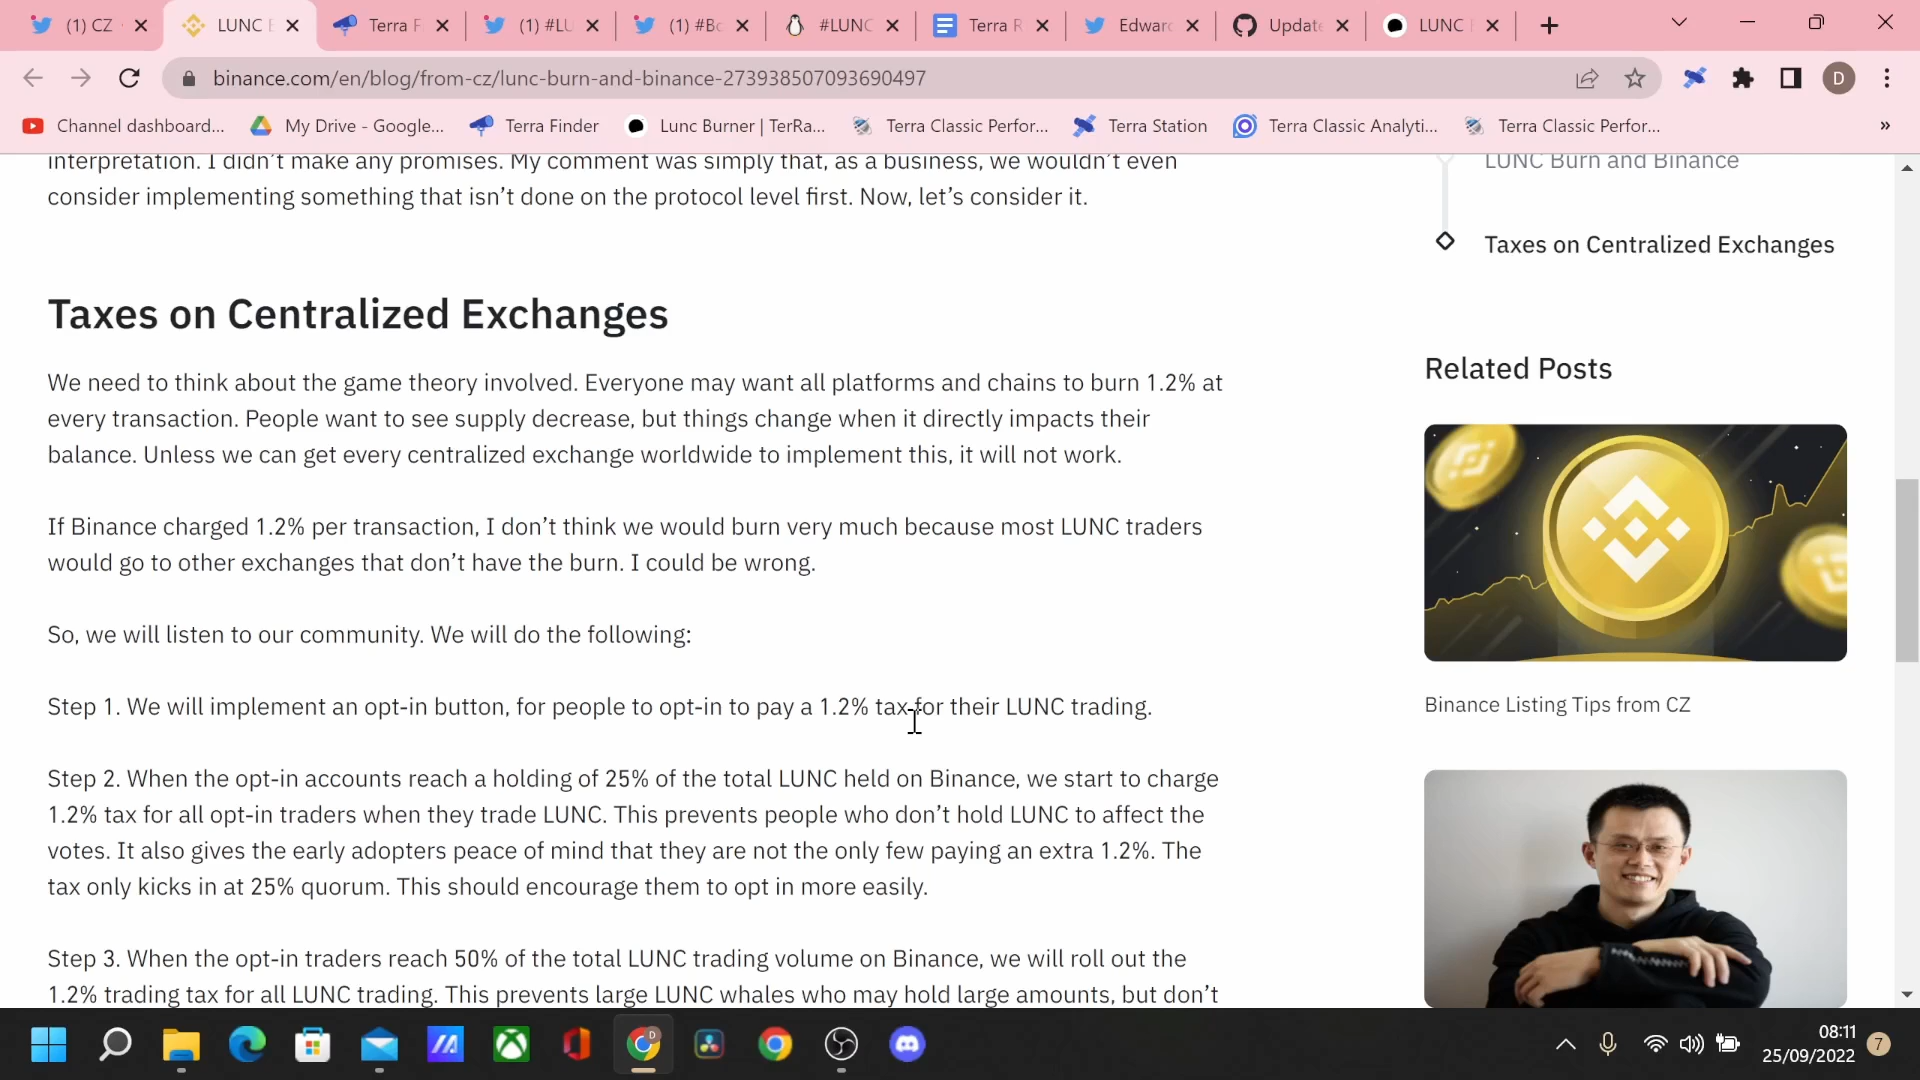 (1) CZ
LUNC B
Terra F
(1) #LU
(1) #Bo
#LUNC
Terra R
Edward
Update
LUNC
binance.com/en/blog/from-cz/lunc-burn-and-binance-273938507093690497
D
Channel dashboard...
My Drive - Google...
Terra Finder
Lunc Burner | TerRa...
Terra Classic Perfor...
Terra Station
Terra Classic Analyti...
Terra Classic Perfor...
»
interpretation. I didn't make any promises. My comment was simply that, as a business, we wouldn't even
consider implementing something that isn't done on the protocol level first. Now, let's consider it.
Taxes on Centralized Exchanges
We need to think about the game theory involved. Everyone may want all platforms and chains to burn 1.2% at
every transaction. People want to see supply decrease, but things change when it directly impacts their
balance. Unless we can get every centralized exchange worldwide to implement this, it will not work.
If Binance charged 1.2% per transaction, I don't think we would burn very much because most LUNC traders
would go to other exchanges that don't have the burn. I could be wrong.
So, we will listen to our community. We will do the following:
Step 1. We will implement an opt-in button, for people to opt-in to pay a 1.2% tax for their LUNC trading.
Step 2. When the opt-in accounts reach a holding of 25% of the total LUNC held on Binance, we start to charge
1.2% tax for all opt-in traders when they trade LUNC. This prevents people who don't hold LUNC to affect the
votes. It also gives the early adopters peace of mind that they are not the only few paying an extra 1.2%. The
tax only kicks in at 25% quorum. This should encourage them to opt in more easily.
Step 3. When the opt-in traders reach 50% of the total LUNC trading volume on Binance, we will roll out the
1.2% trading tax for all LUNC trading. This prevents large LUNC whales who may hold large amounts, but don't
LUNC Burn and Binance
Taxes on Centralized Exchanges
Related Posts
Binance Listing Tips from CZ
08:11
25/09/2022
7